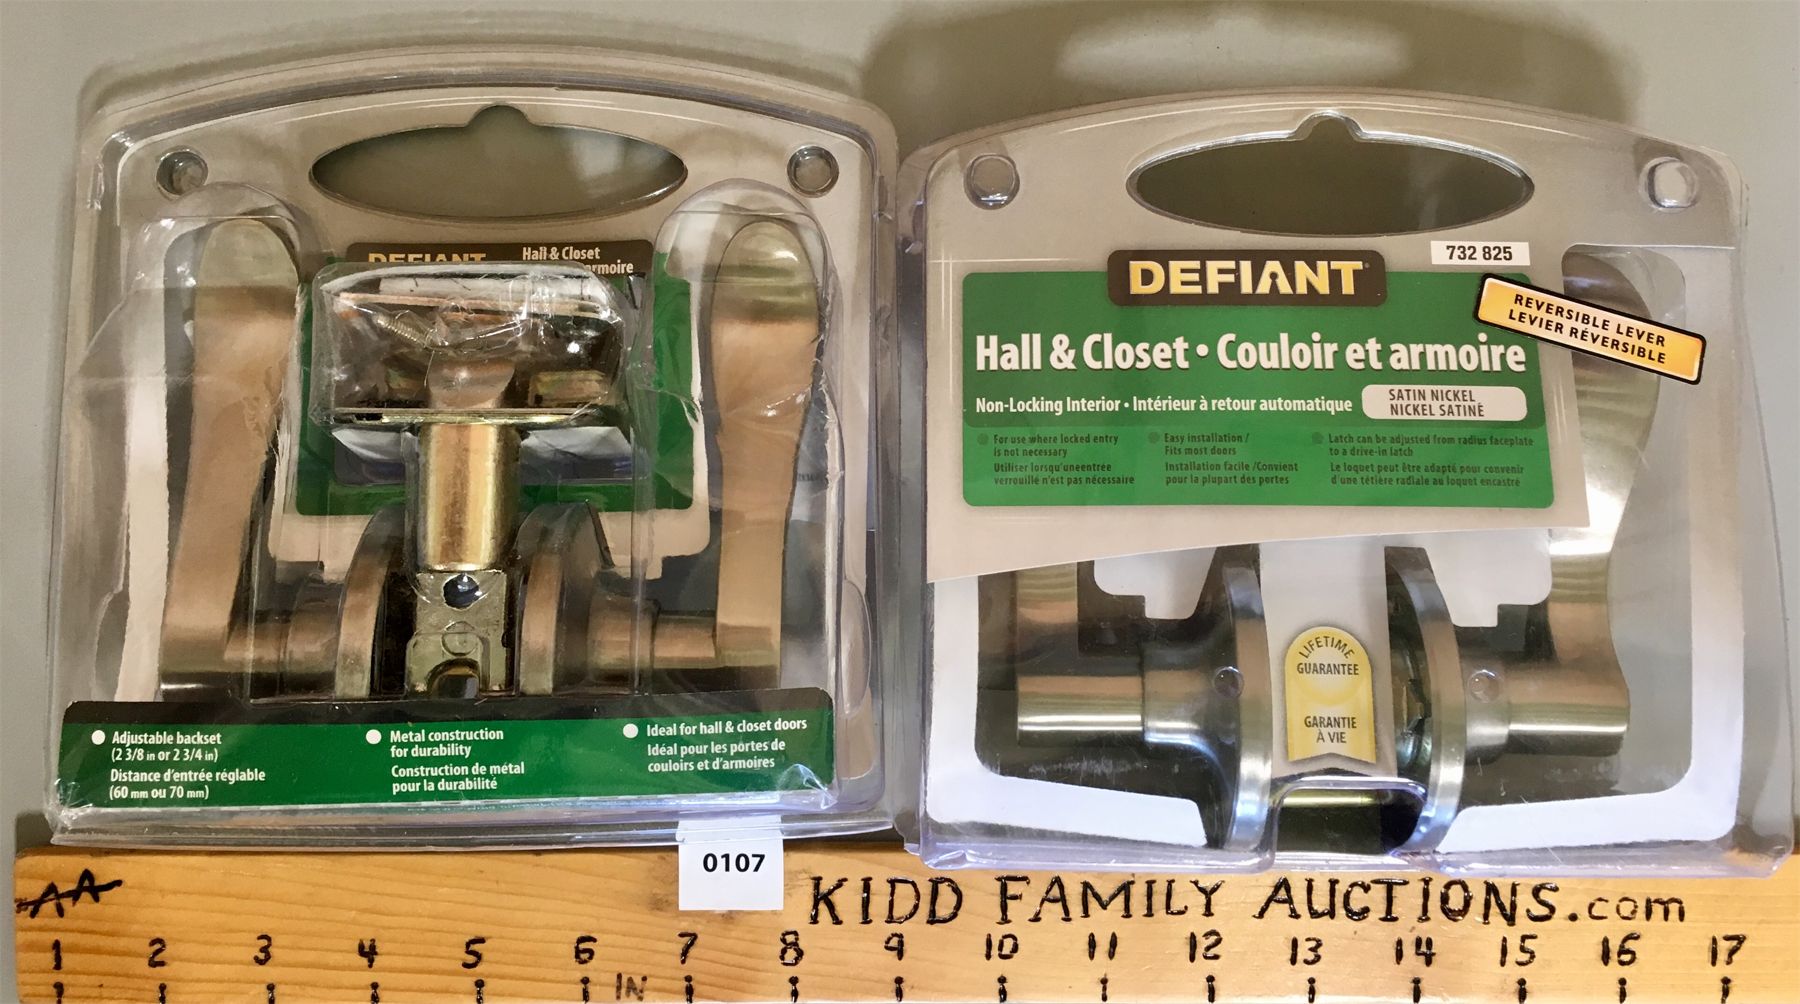 DEFIANT
Hall & Closet
armoire
Adjustable backset
(2 3/8 in or 2 3/4 in)
Distance d'entrée réglable
(60 mm ou 70 mm)
Metal construction
for durability
Construction de métal
pour la durabilité
Ideal for hall & closet doors
Idéal pour les portes de
couloirs et d'armoires
732 825
DEFIANT
REVERSIBLE LEVER
LEVIER RÉVERSIBLE
Hall & Closet • Couloir et armoire
Non-Locking Interior • Intérieur à retour automatique
SATIN NICKEL
NICKEL SATINÉ
For use where locked entry
is not necessary
Utiliser lorsqu'uneentrée
verrouillé n'est pas nécessaire
Easy installation /
Fits most doors
Installation facile /Convient
pour la plupart des portes
Latch can be adjusted from radius faceplate
to a drive-in latch
Le loquet peut être adapté pour convenir
d'une têtière radiale au loquet encastré
LIFETIME
GUARANTEE
GARANTIE
À VIE
0107
AA
KIDD FAMILY AUCTIONS.com
1 2 3 4 5 6 7 8 9 10 11 12 13 14 15 16 17
IN